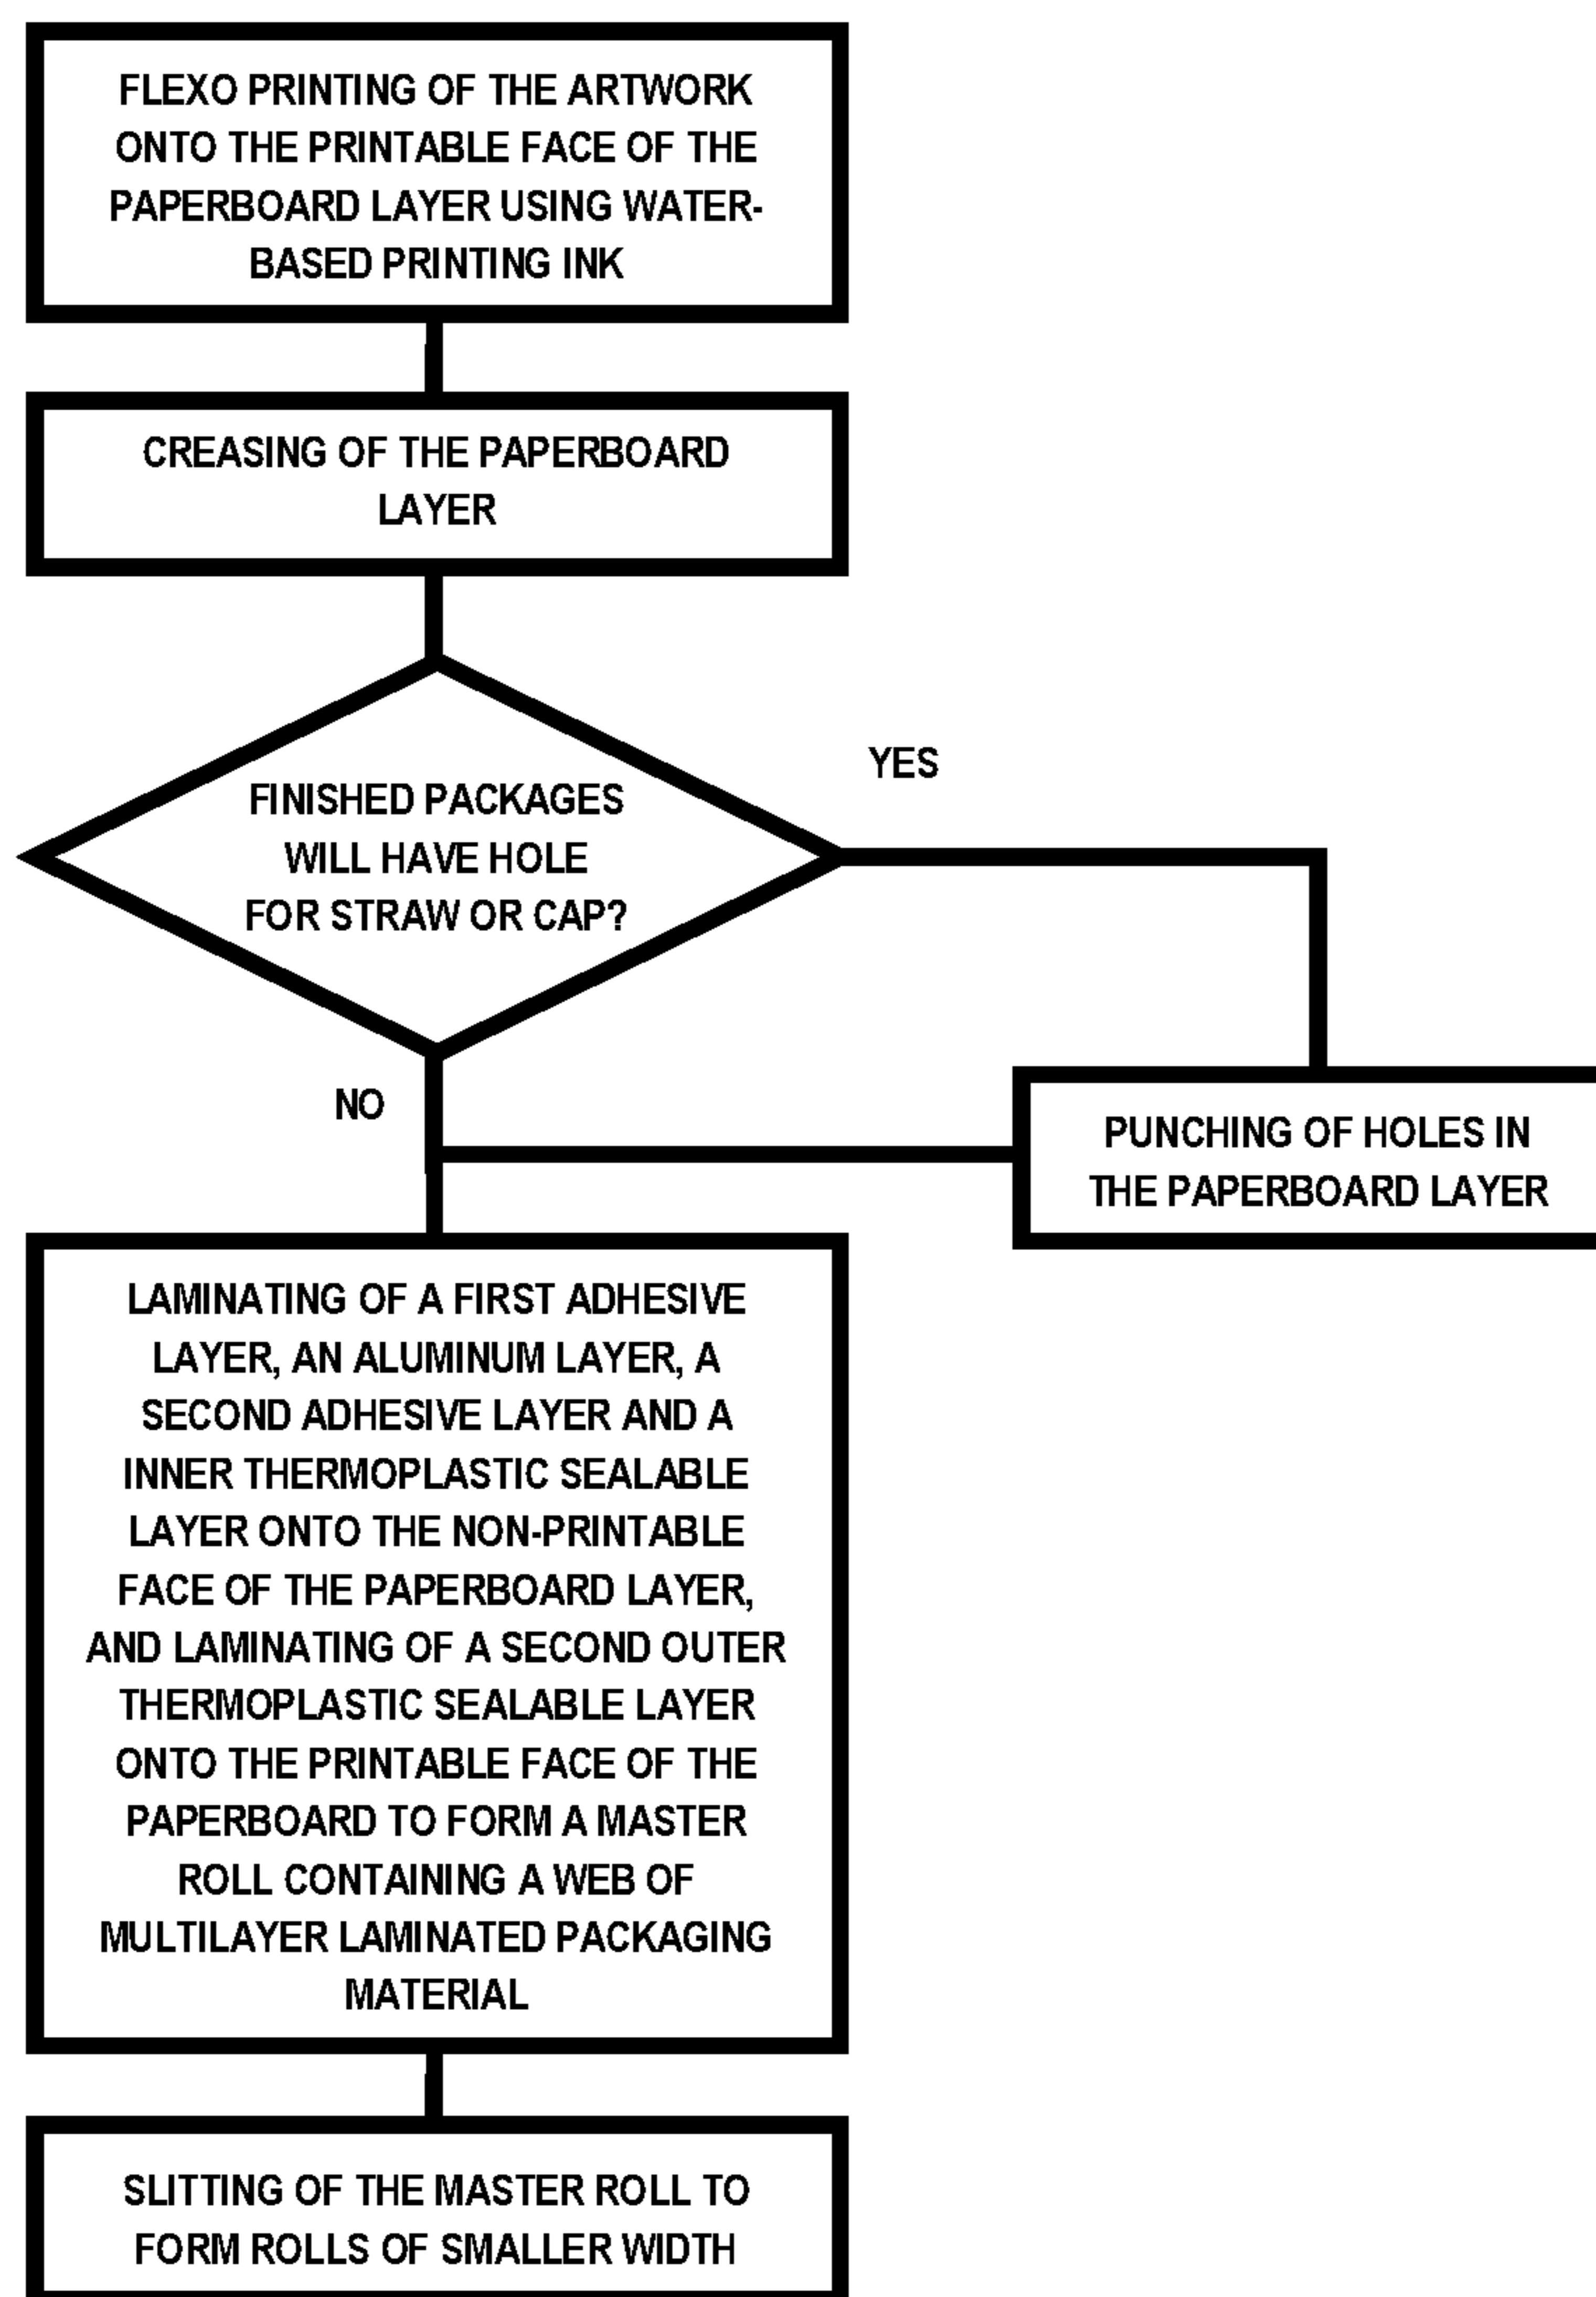 FLEXO PRINTING OF THE ARTWORK
ONTO THE PRINTABLE FACE OF THE
PAPERBOARD LAYER USING WATER-
BASED PRINTING INK
CREASING OF THE PAPERBOARD
LAYER
YES
FINISHED PACKAGES
WILL HAVE HOLE
FOR STRAW OR CAP?
NO
PUNCHING OF HOLES IN
THE PAPERBOARD LAYER
LAMINATING OF A FIRST ADHESIVE
LAYER, AN ALUMINUM LAYER, A
SECOND ADHESIVE LAYER AND A
INNER THERMOPLASTIC SEALABLE
LAYER ONTO THE NON-PRINTABLE
FACE OF THE PAPERBOARD LAYER,
AND LAMINATING OF A SECOND OUTER
THERMOPLASTIC SEALABLE LAYER
ONTO THE PRINTABLE FACE OF THE
PAPERBOARD TO FORM A MASTER
ROLL CONTAINING A WEB OF
MULTILAYER LAMINATED PACKAGING
MATERIAL
SLITTING OF THE MASTER ROLL TO
FORM ROLLS OF SMALLER WIDTH